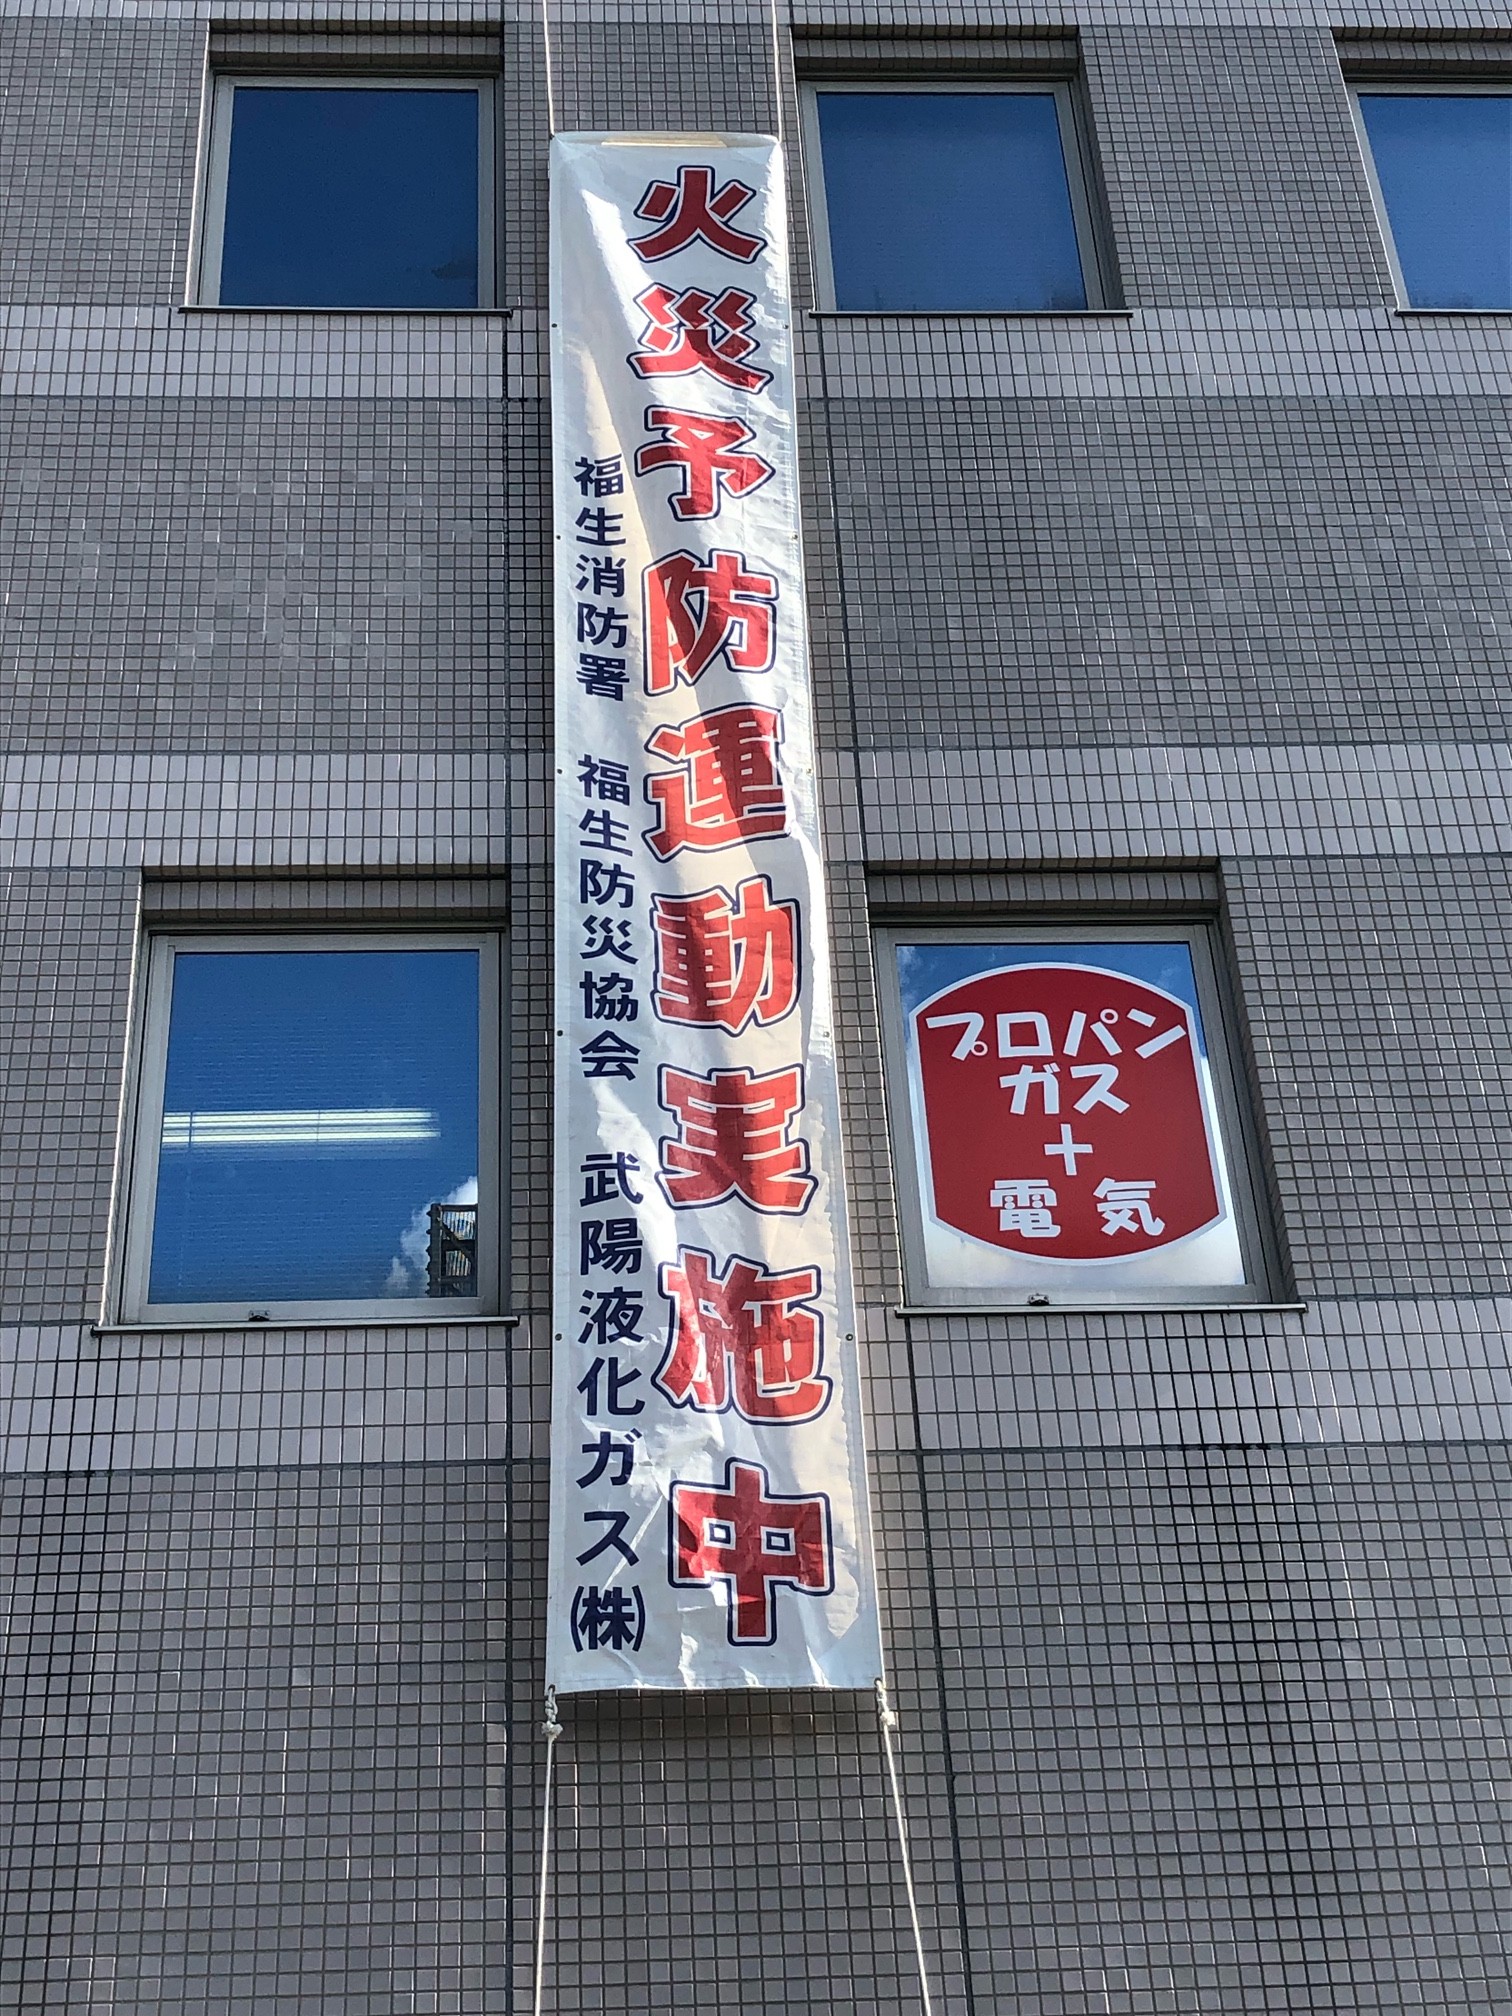 火災予防運動実施中
福生消防署 福生防災協会 武陽液化ガス(株)
プロパン
ガス
+
電気